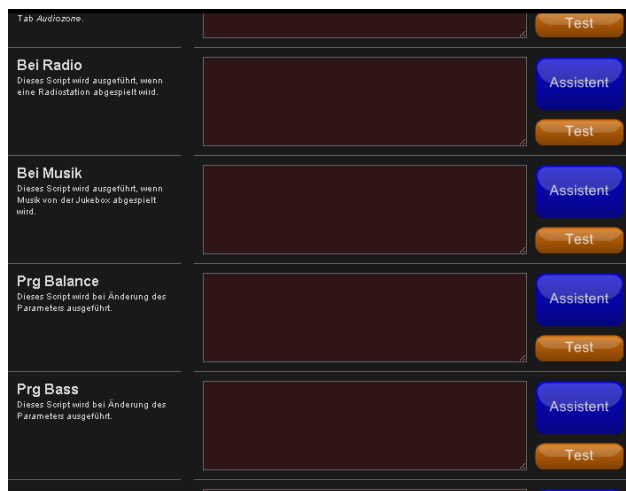 Tab Audiozone.
Test
Bei Radio
Dieses Script wird ausgeführt, wenn
eine Radiostation abgespielt wird.
Assistent
Test
Bei Musik
Dieses Script wird ausgeführt, wenn
Musik von der Jukebox abgespielt
wird.
Assistent
Test
Prg Balance
Dieses Script wird bei Änderung des
Parameters ausgeführt.
Assistent
Test
Prg Bass
Dieses Script wird bei Änderung des
Parameters ausgeführt.
Assistent
Test